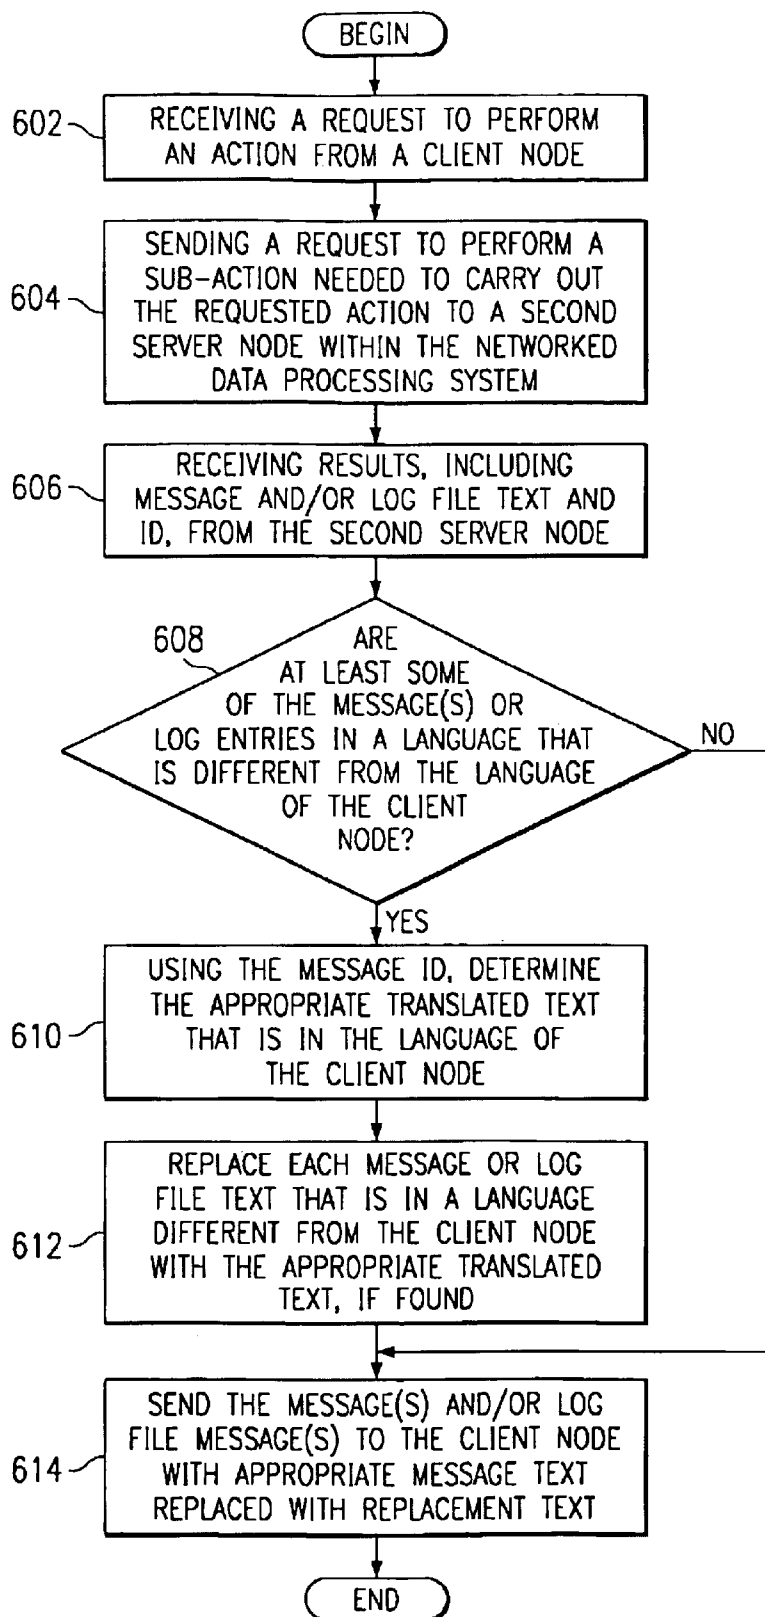 BEGIN
602
RECEIVING A REQUEST TO PERFORM
AN ACTION FROM A CLIENT NODE
604
SENDING A REQUEST TO PERFORM A
SUB-ACTION NEEDED TO CARRY OUT
THE REQUESTED ACTION TO A SECOND
SERVER NODE WITHIN THE NETWORKED
DATA PROCESSING SYSTEM
606
RECEIVING RESULTS, INCLUDING
MESSAGE AND/OR LOG FILE TEXT AND
ID, FROM THE SECOND SERVER NODE
608
ARE
AT LEAST SOME
OF THE MESSAGE(S) OR
LOG ENTRIES IN A LANGUAGE THAT
IS DIFFERENT FROM THE LANGUAGE
OF THE CLIENT
NODE?
NO
YES
610
USING THE MESSAGE ID, DETERMINE
THE APPROPRIATE TRANSLATED TEXT
THAT IS IN THE LANGUAGE OF
THE CLIENT NODE
612
REPLACE EACH MESSAGE OR LOG
FILE TEXT THAT IS IN A LANGUAGE
DIFFERENT FROM THE CLIENT NODE
WITH THE APPROPRIATE TRANSLATED
TEXT, IF FOUND
614
SEND THE MESSAGE(S) AND/OR LOG
FILE MESSAGE(S) TO THE CLIENT NODE
WITH APPROPRIATE MESSAGE TEXT
REPLACED WITH REPLACEMENT TEXT
END